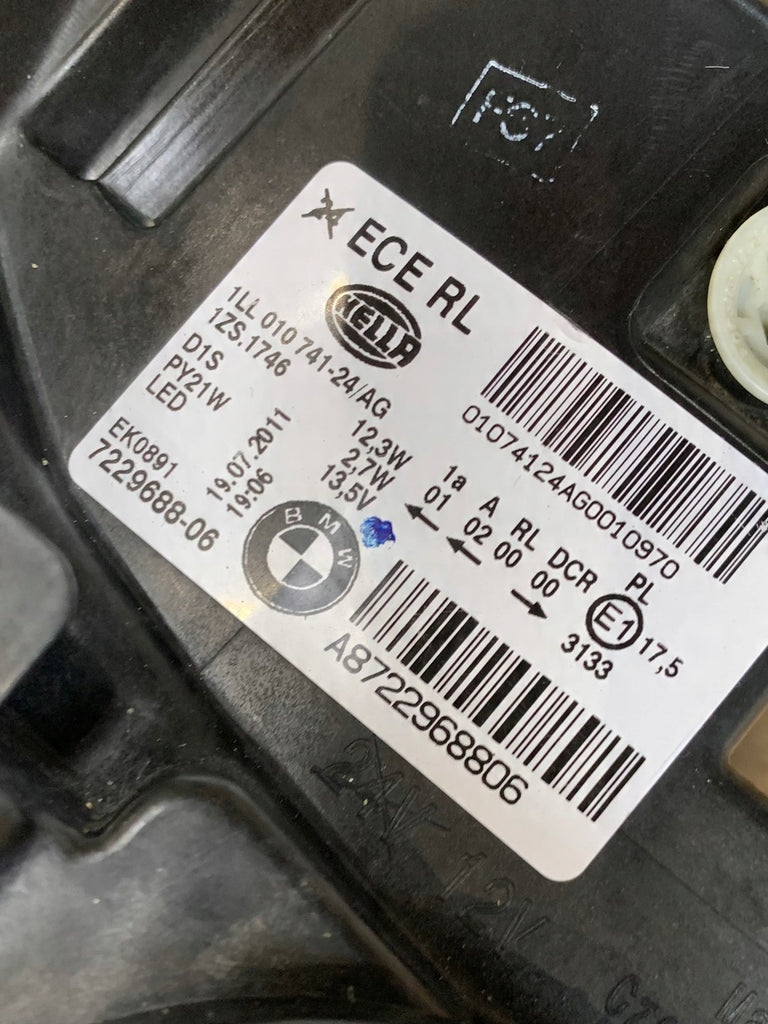 ECE RL
HELLA
1LL 010 741-24/AG
1ZS.1746
D1S
PY21W 12,3W
LED 2,7W
13,5V
EK0891 19.07.2011
7229688-06 19:06
BMW
01074124AG0010970
1a A RL DCR PL
01 02 00 00
← ← → E1 17,5
3133
A8722968806
24V 12V